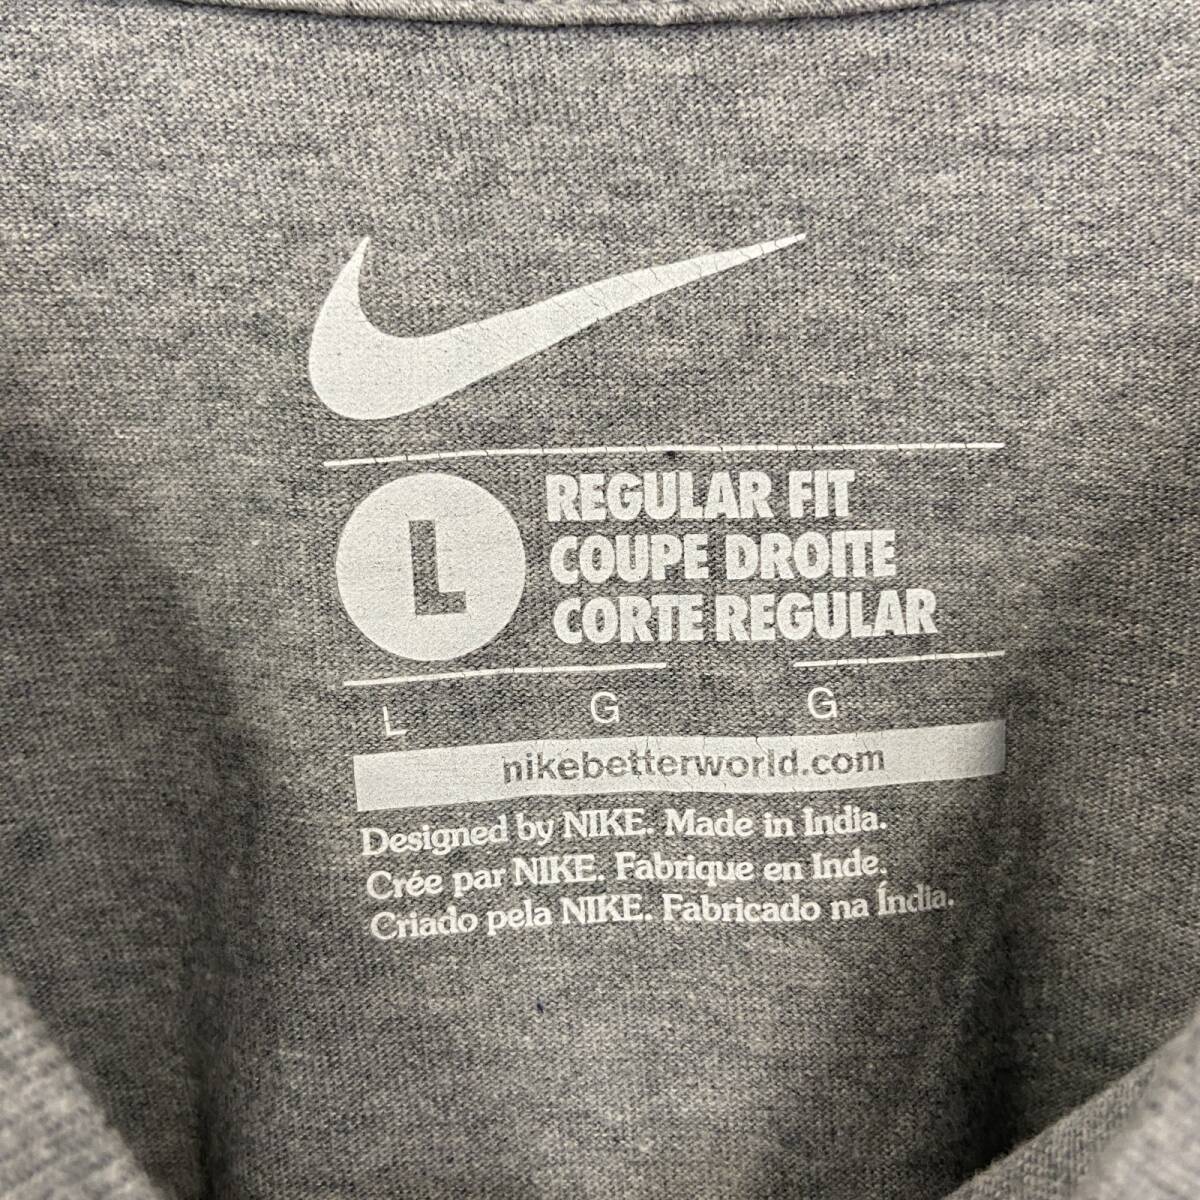 L
REGULAR FIT
COUPE DROITE
CORTE REGULAR
L G G
nikebetterworld.com
Designed by NIKE. Made in India.
Crée par NIKE. Fabrique en Inde.
Criado pela NIKE. Fabricado na Índia.